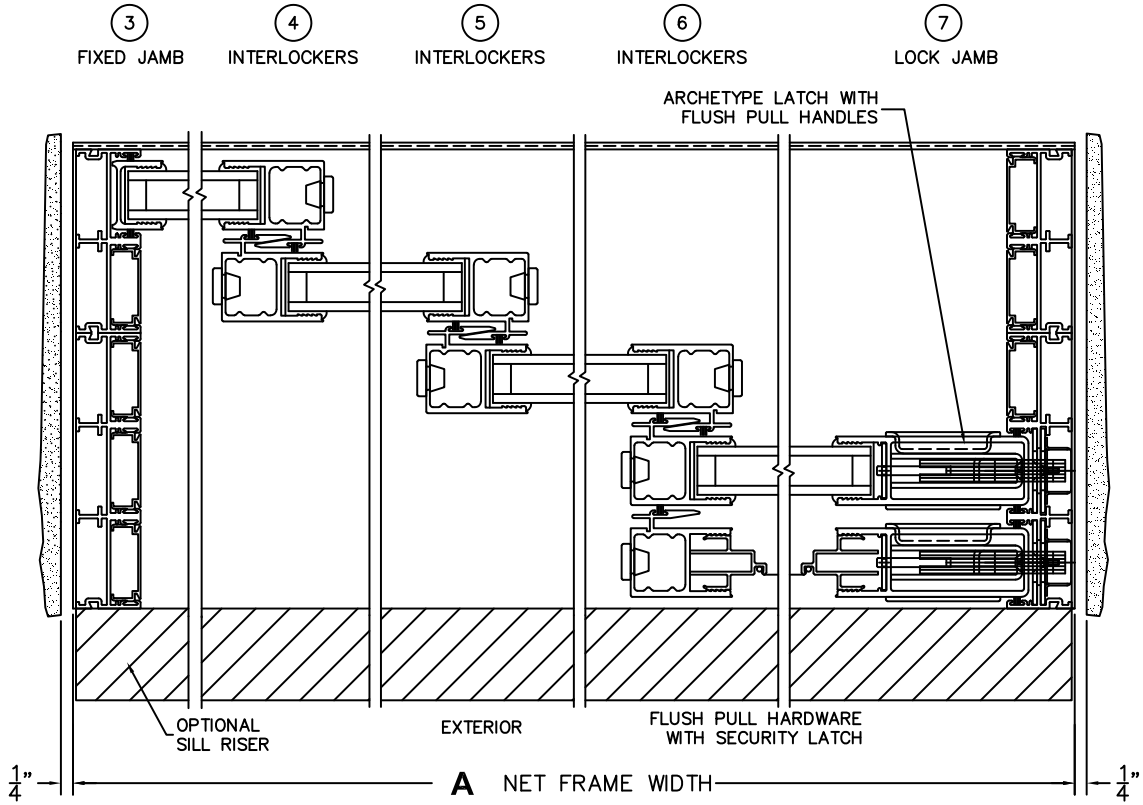 3 4 5 6 7
FIXED JAMB INTERLOCKERS INTERLOCKERS INTERLOCKERS LOCK JAMB
ARCHETYPE LATCH WITH
FLUSH PULL HANDLES
OPTIONAL
SILL RISER
EXTERIOR
FLUSH PULL HARDWARE
WITH SECURITY LATCH
1/4" A NET FRAME WIDTH 1/4"